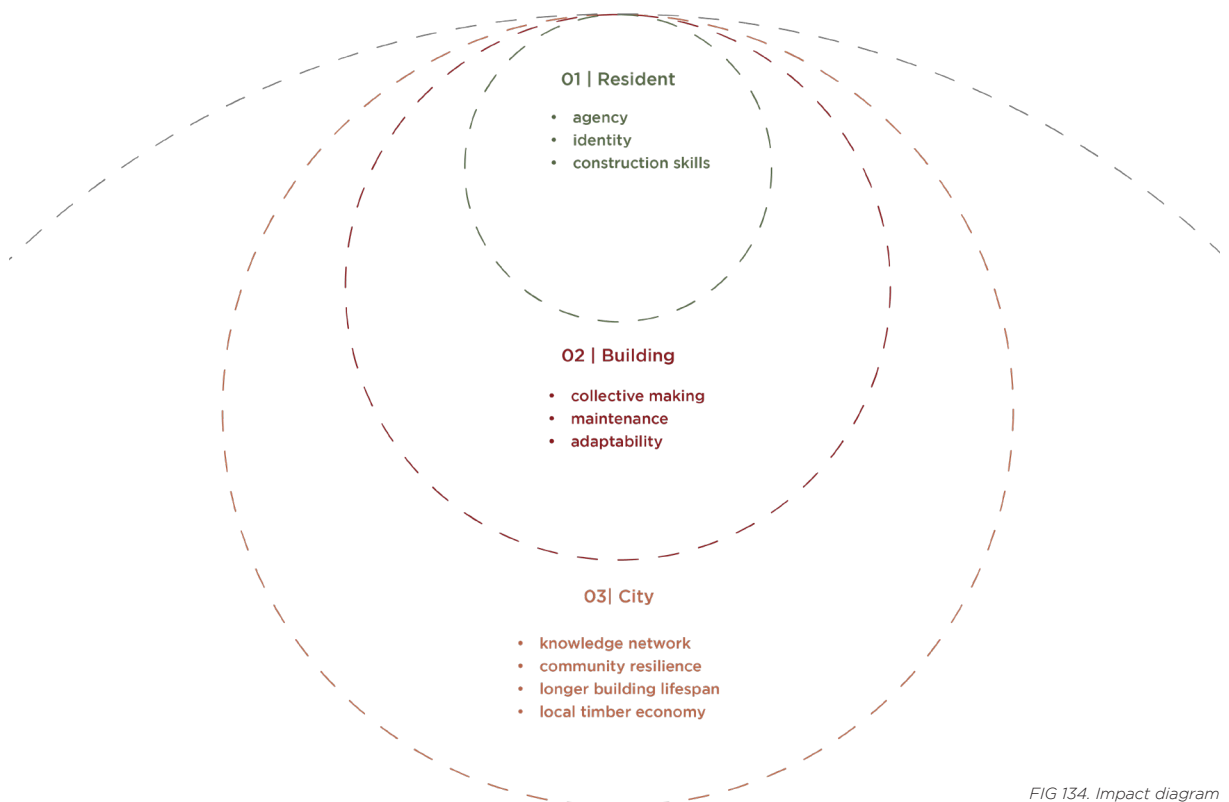 01 | Resident
• agency
• identity
• construction skills
02 | Building
• collective making
• maintenance
• adaptability
03| City
• knowledge network
• community resilience
• longer building lifespan
• local timber economy
FIG 134. Impact diagram